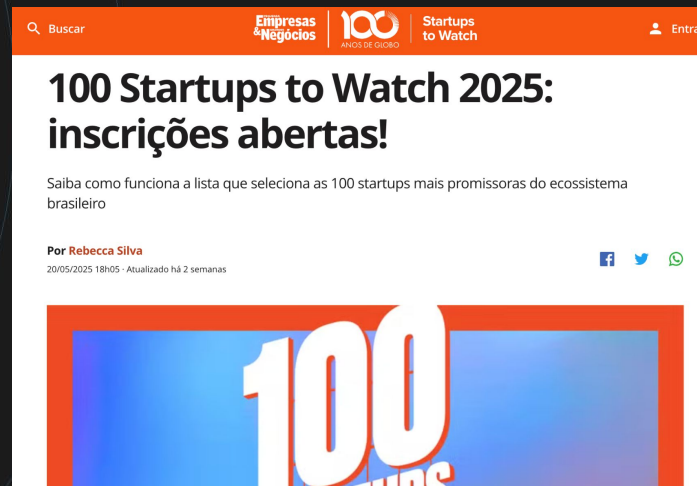 Buscar
Empresas
&Negócios
100
ANOS DE GLOBO
Startups
to Watch
Entra
100 Startups to Watch 2025:
inscrições abertas!
Saiba como funciona a lista que seleciona as 100 startups mais promissoras do ecossistema
brasileiro
Por Rebecca Silva
20/05/2025 18h05 · Atualizado há 2 semanas
100